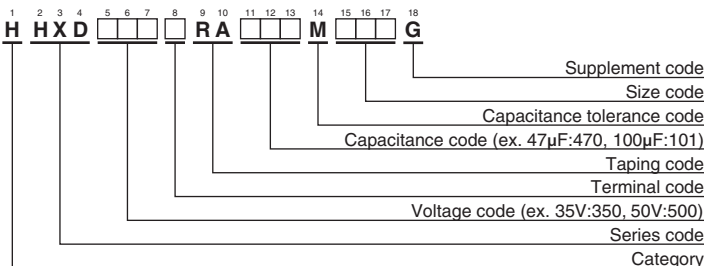 1 2 3 4 5 6 7 8 9 10 11 12 13 14 15 16 17 18
H HXD □□□ □ RA □□□ M □□□ G
Supplement code
Size code
Capacitance tolerance code
Capacitance code (ex. 47µF:470, 100µF:101)
Taping code
Terminal code
Voltage code (ex. 35V:350, 50V:500)
Series code
Category